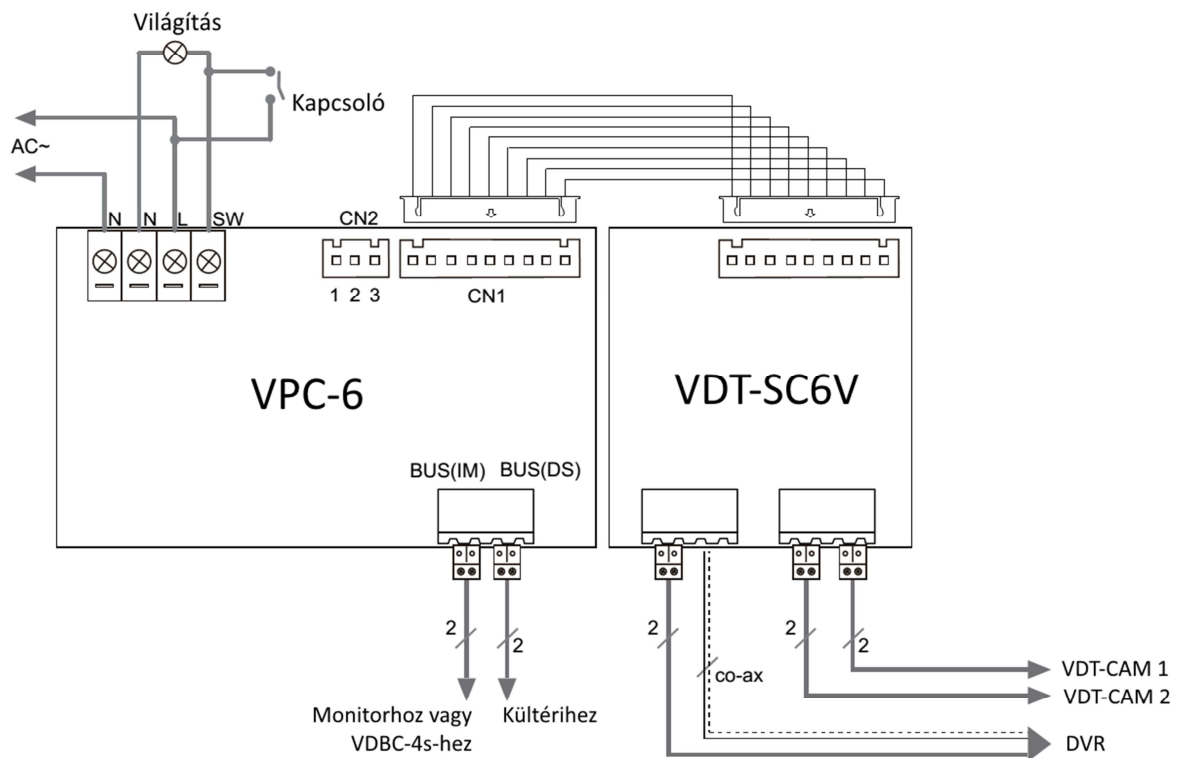 Világítás
Kapcsoló
AC~
N N L SW
CN2
1 2 3
CN1
VPC-6
VDT-SC6V
BUS(IM) BUS(DS)
2
2
2
co-ax
2
2
Monitorhoz vagy
VDBC-4s-hez
Kültérihez
VDT-CAM 1
VDT-CAM 2
DVR